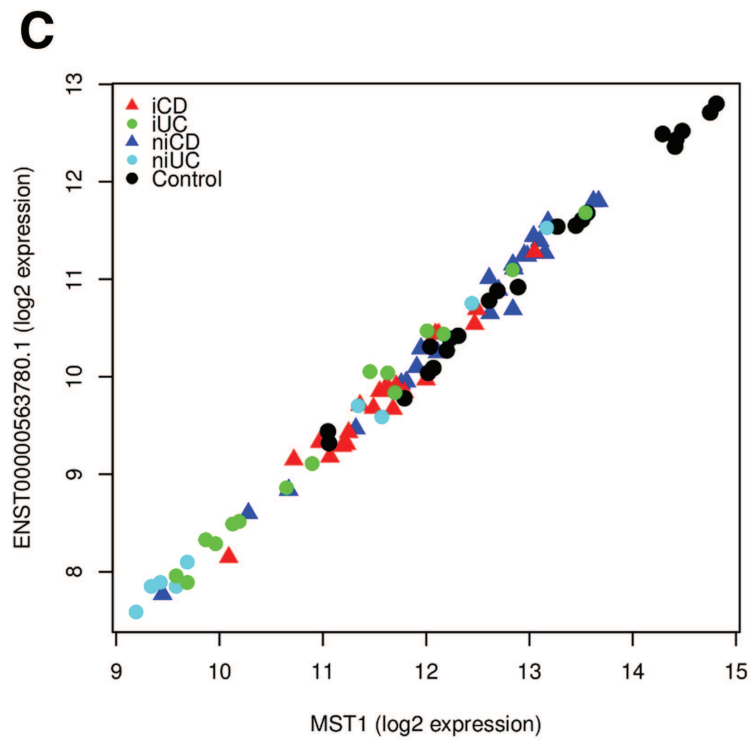 C
iCD
iUC
niCD
niUC
Control
ENST00000563780.1 (log2 expression)
13
12
11
10
9
8
9 10 11 12 13 14 15
MST1 (log2 expression)